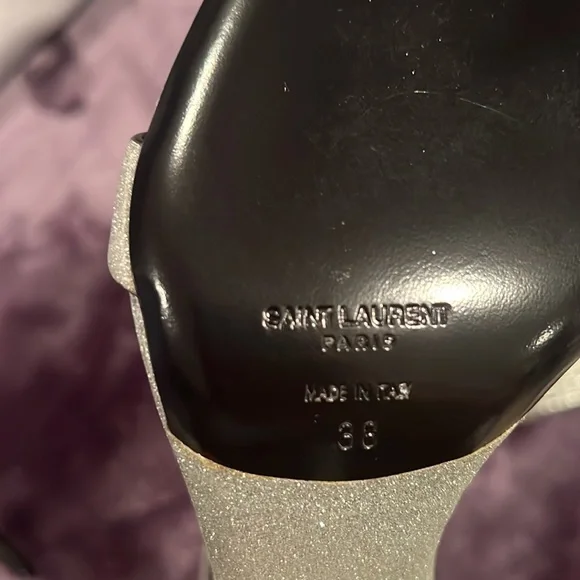 SAINT LAURENT
PARIS
MADE IN ITALY
36